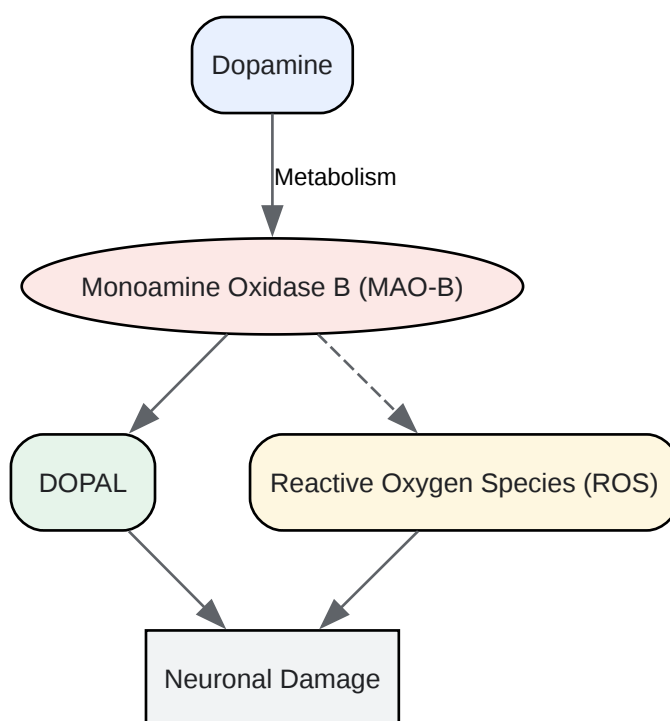 Dopamine
Metabolism
Monoamine Oxidase B (MAO-B)
DOPAL
Reactive Oxygen Species (ROS)
Neuronal Damage